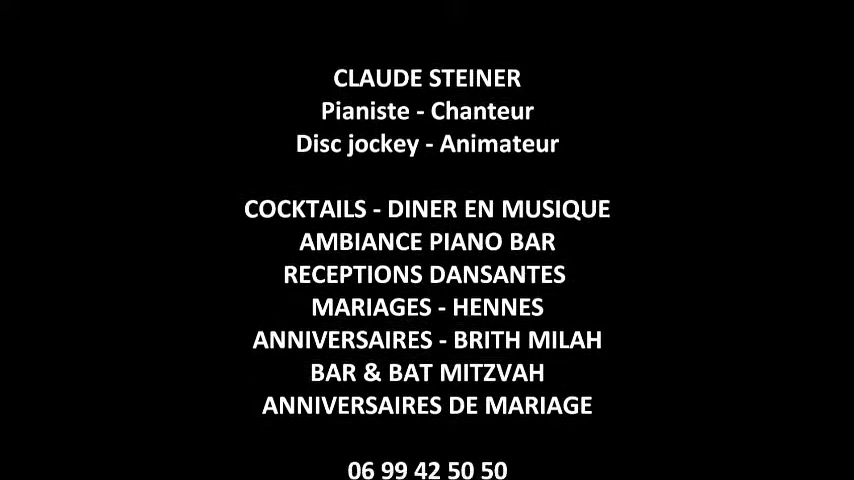 CLAUDE STEINER
Pianiste - Chanteur
Disc jockey - Animateur
COCKTAILS - DINER EN MUSIQUE
AMBIANCE PIANO BAR
RECEPTIONS DANSANTES
MARIAGES - HENNES
ANNIVERSAIRES - BRITH MILAH
BAR & BAT MITZVAH
ANNIVERSAIRES DE MARIAGE
06 99 42 50 50